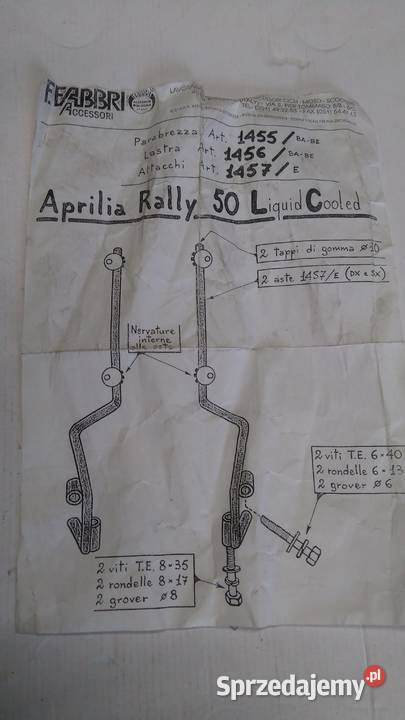 F.FABBRI
ACCESSORI
Parabrezza Art. 1455/BA-BE
Lastra Art. 1456/BA-BE
Attacchi Art. 1457/E
Aprilia Rally 50 Liquid Cooled
2 tappi di gomma ø10
2 aste 1457/E (DX e SX)
Nervature
interne
alle aste
2 viti T.E. 6×40
2 rondelle 6×13
2 grover ø6
2 viti T.E. 8×35
2 rondelle 8×17
2 grover ø8
Sprzedajemy.pl